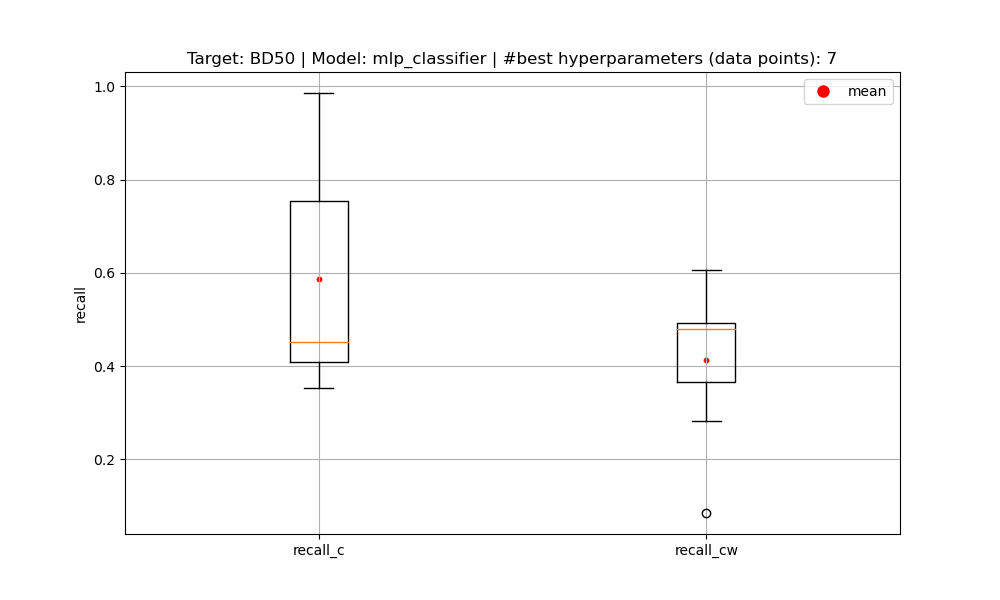 Target: BD50 | Model: mlp_classifier | #best hyperparameters (data points): 7
mean
1.0
0.8
0.6
0.4
0.2
recall
recall_c
recall_cw